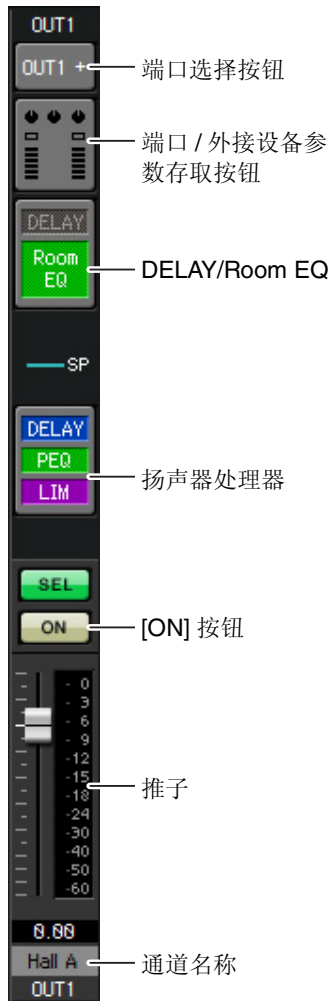 OUT1
OUT1 +
端口选择按钮
端口 / 外接设备参
数存取按钮
DELAY
Room
EQ
DELAY/Room EQ
SP
DELAY
PEQ
LIM
扬声器处理器
SEL
ON
[ON] 按钮
- 0
- 3
- 6
- 9
-12
-15
-18
-24
-30
-40
-50
-60
推子
0.00
Hall A
通道名称
OUT1